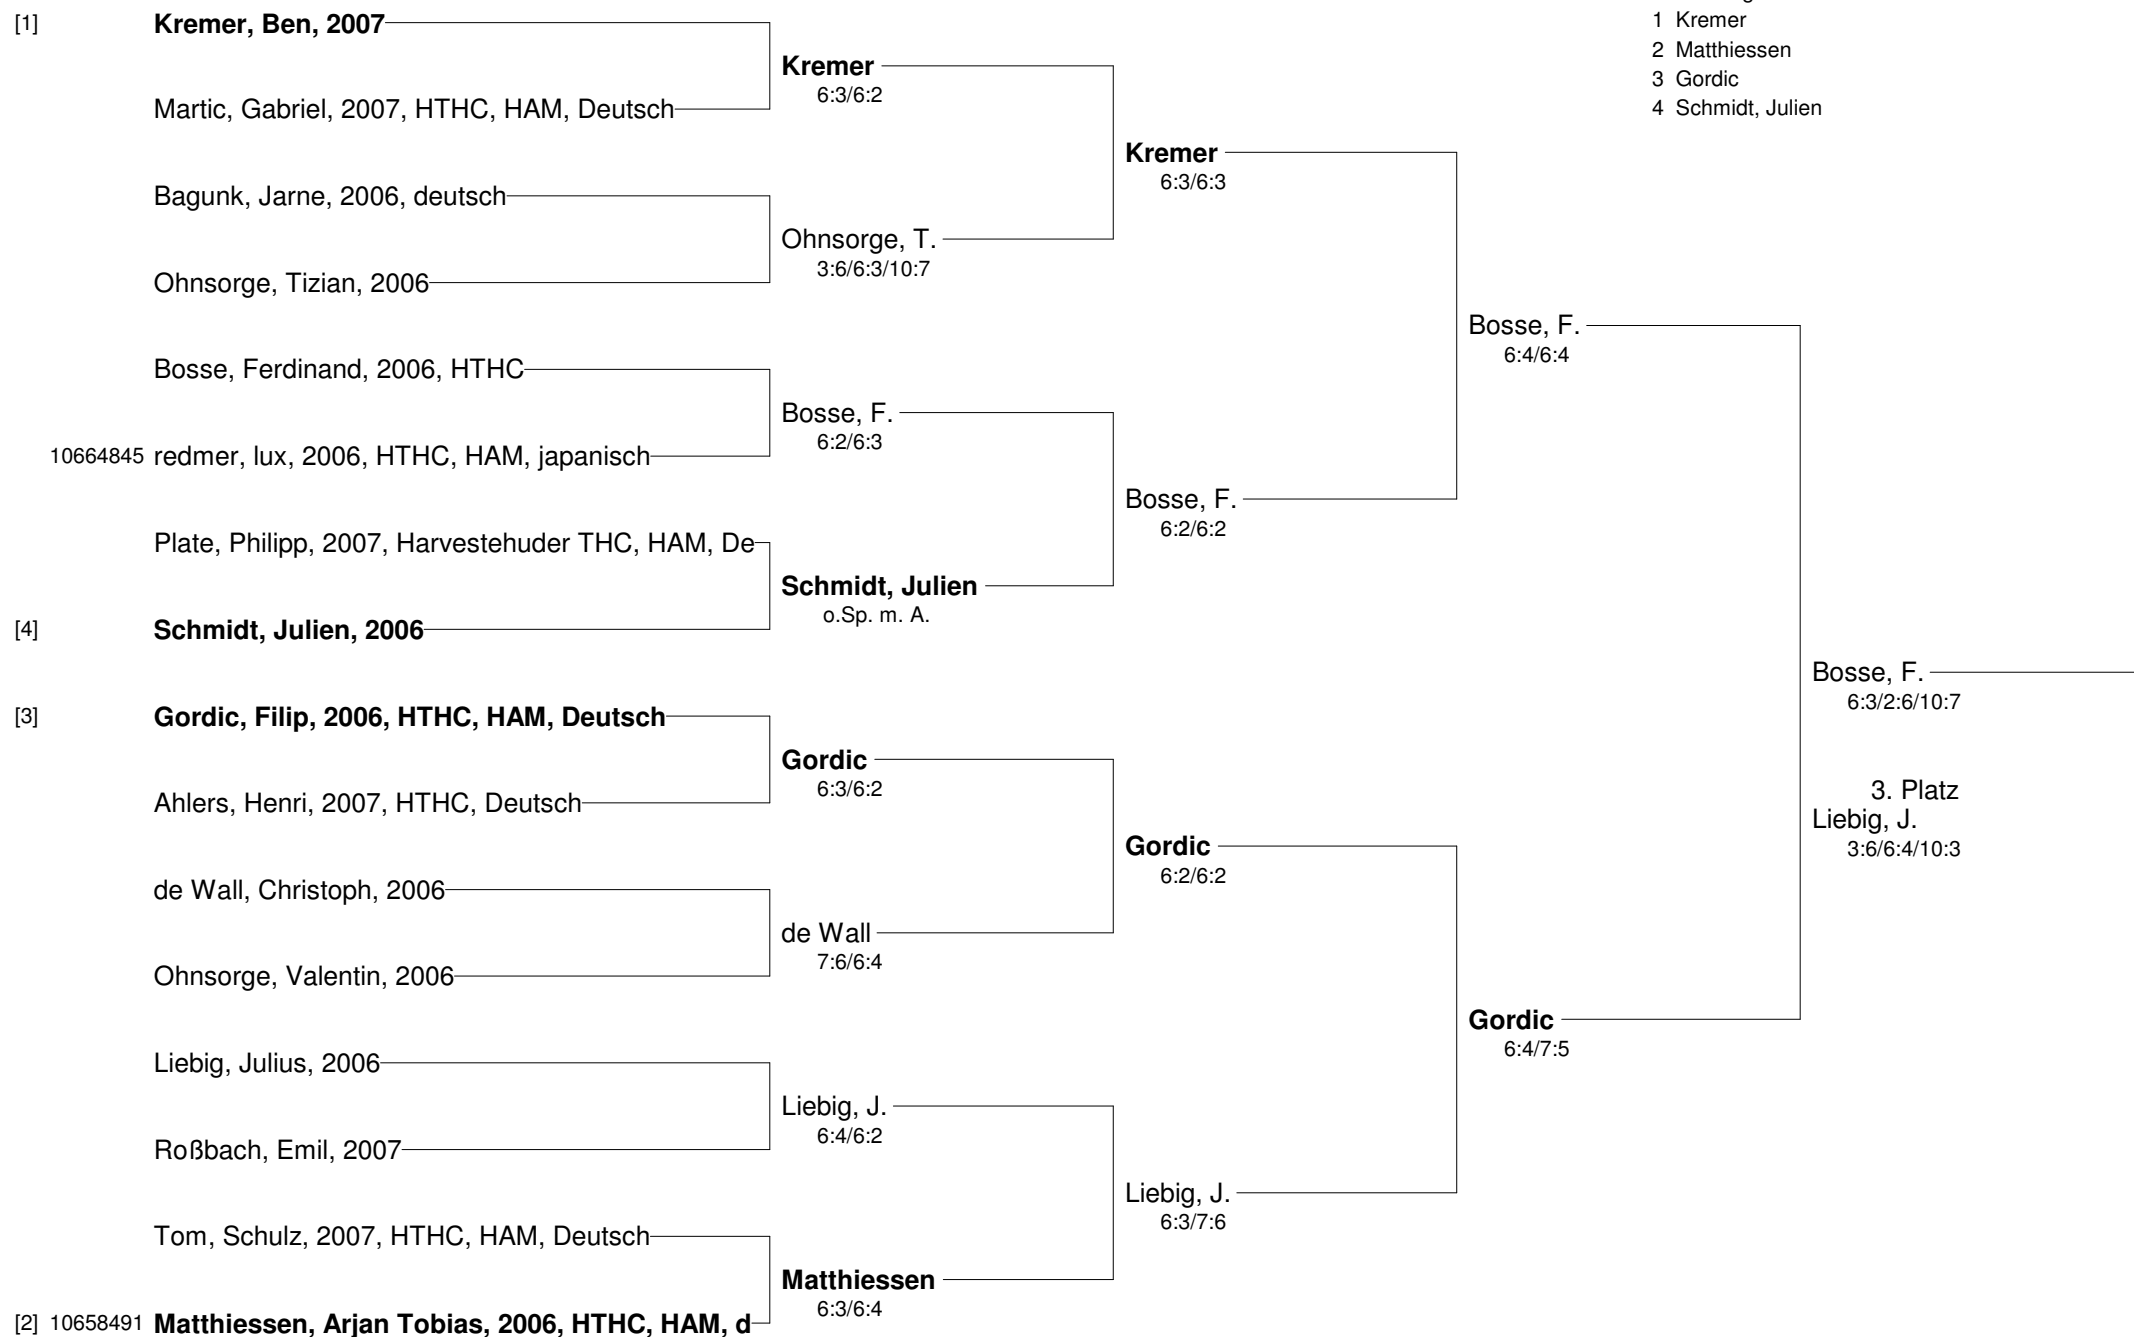 [1] Kremer, Ben, 2007
Martic, Gabriel, 2007, HTHC, HAM, Deutsch
Bagunk, Jarne, 2006, deutsch
Ohnsorge, Tizian, 2006
Bosse, Ferdinand, 2006, HTHC
10664845 redmer, lux, 2006, HTHC, HAM, japanisch
Plate, Philipp, 2007, Harvestehuder THC, HAM, De
[4] Schmidt, Julien, 2006
[3] Gordic, Filip, 2006, HTHC, HAM, Deutsch
Ahlers, Henri, 2007, HTHC, Deutsch
de Wall, Christoph, 2006
Ohnsorge, Valentin, 2006
Liebig, Julius, 2006
Roßbach, Emil, 2007
Tom, Schulz, 2007, HTHC, HAM, Deutsch
[2] 10658491 Matthiessen, Arjan Tobias, 2006, HTHC, HAM, d
Kremer
6:3/6:2
Ohnsorge, T.
3:6/6:3/10:7
Bosse, F.
6:2/6:3
Schmidt, Julien
o.Sp. m. A.
Gordic
6:3/6:2
de Wall
7:6/6:4
Liebig, J.
6:4/6:2
Matthiessen
6:3/6:4
Kremer
6:3/6:3
Bosse, F.
6:2/6:2
Gordic
6:2/6:2
Liebig, J.
6:3/7:6
Bosse, F.
6:4/6:4
Gordic
6:4/7:5
1 Kremer
2 Matthiessen
3 Gordic
4 Schmidt, Julien
Bosse, F.
6:3/2:6/10:7
3. Platz
Liebig, J.
3:6/6:4/10:3